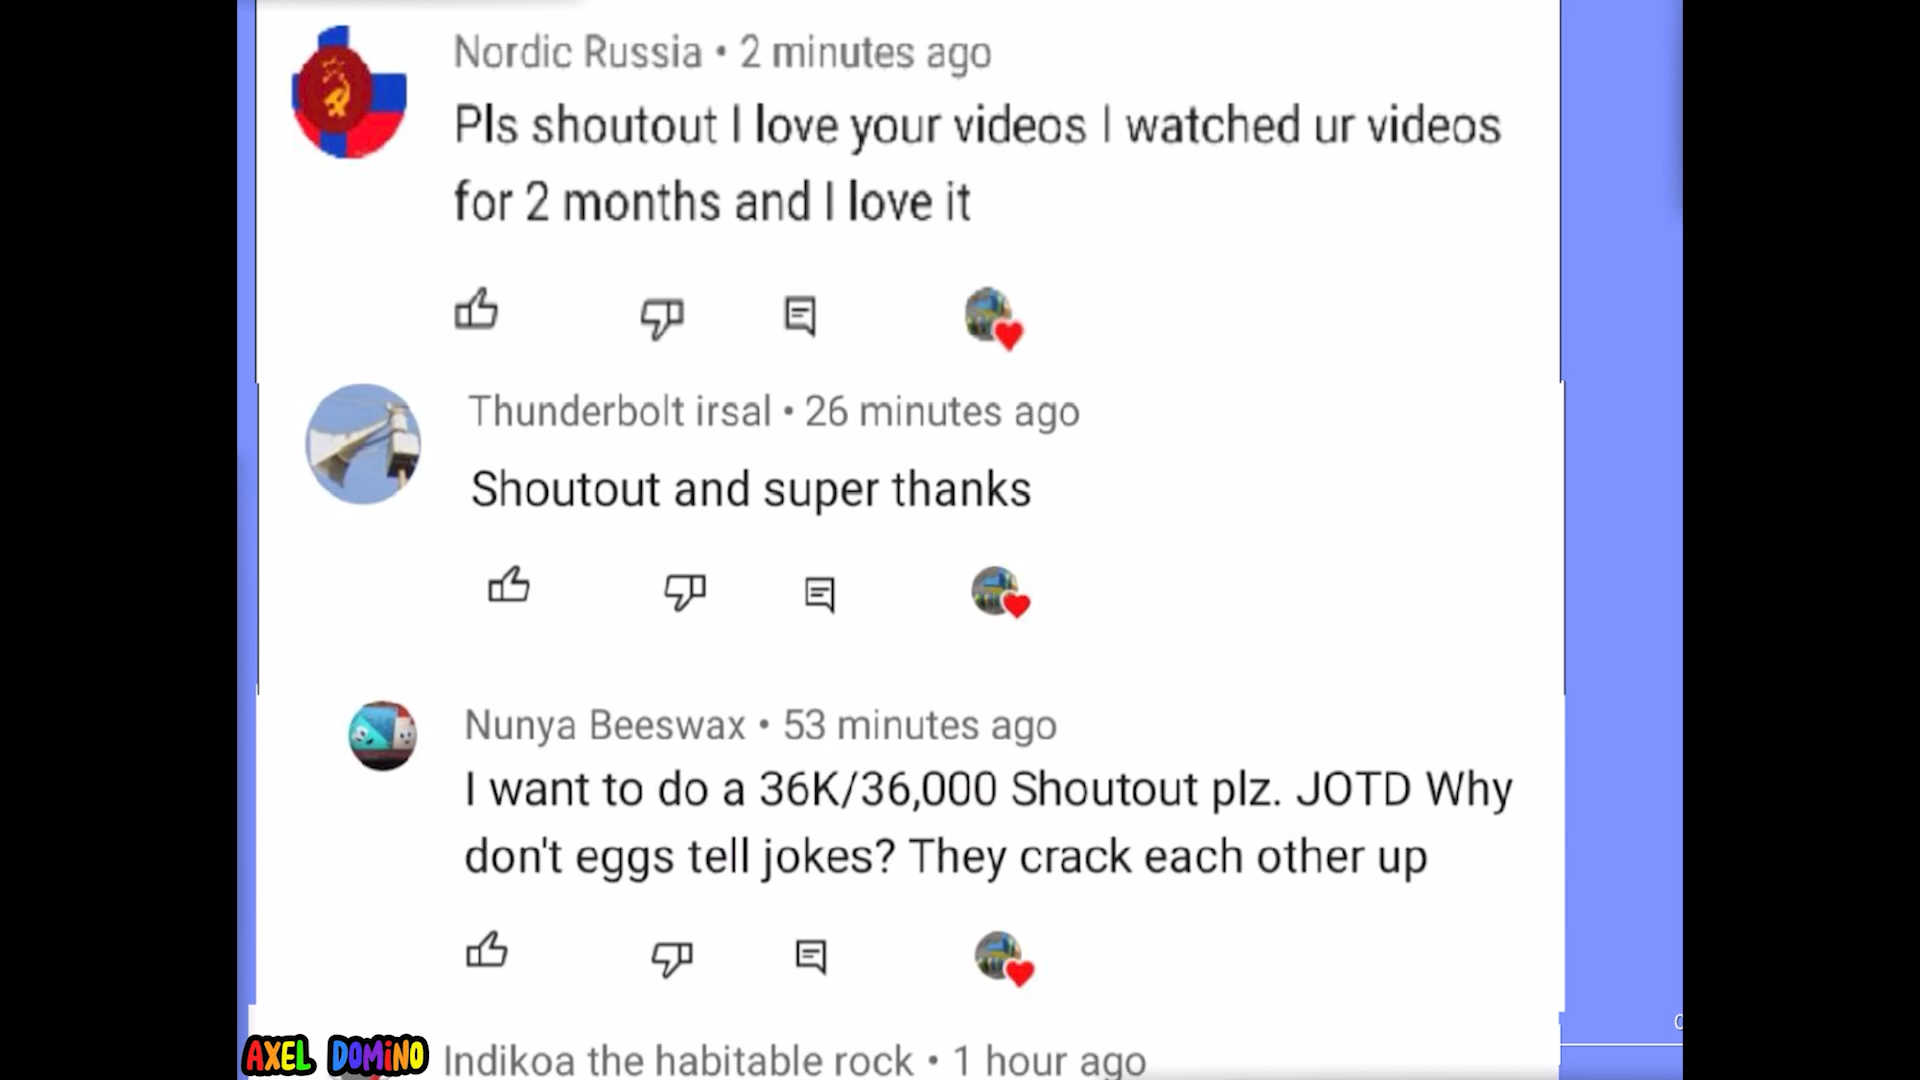 Nordic Russia • 2 minutes ago
Pls shoutout I love your videos I watched ur videos
for 2 months and I love it
Thunderbolt irsal • 26 minutes ago
Shoutout and super thanks
Nunya Beeswax • 53 minutes ago
I want to do a 36K/36,000 Shoutout plz. JOTD Why
don't eggs tell jokes? They crack each other up
AXEL DOMiNO
Indikoa the habitable rock • 1 hour ago